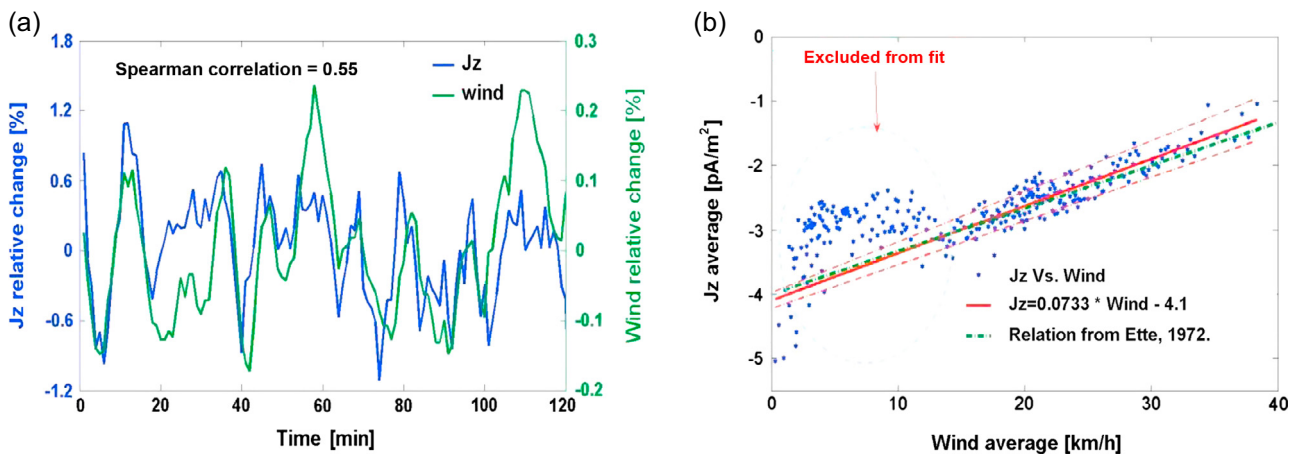 (a)
1.8
1.2
0.6
0
-0.6
-1.2
Jz relative change [%]
Spearman correlation = 0.55
Jz
wind
0.3
0.2
0.1
0
-0.1
-0.2
Wind relative change [%]
0 20 40 60 80 100 120
Time [min]
(b)
0
-1
-2
-3
-4
-5
Jz average [pA/m²]
Excluded from fit
Jz Vs. Wind
Jz=0.0733 * Wind - 4.1
Relation from Ette, 1972.
0 10 20 30 40
Wind average [km/h]